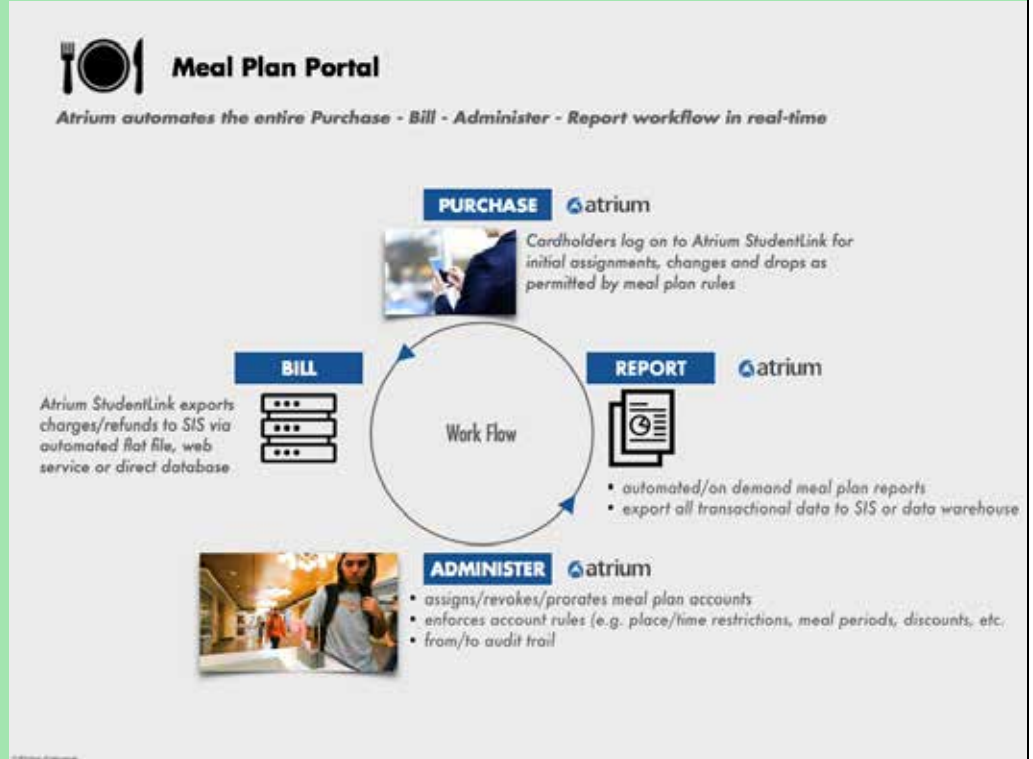 Meal Plan Portal
Atrium automates the entire Purchase - Bill - Administer - Report workflow in real-time
PURCHASE
atrium
Cardholders log on to Atrium StudentLink for
initial assignments, changes and drops as
permitted by meal plan rules
BILL
Atrium StudentLink exports
charges/refunds to SIS via
automated flat file, web
service or direct database
Work Flow
REPORT
atrium
• automated/on demand meal plan reports
• export all transactional data to SIS or data warehouse
ADMINISTER
atrium
• assigns/revokes/prorates meal plan accounts
• enforces account rules (e.g. place/time restrictions, meal periods, discounts, etc.
• from/to audit trail